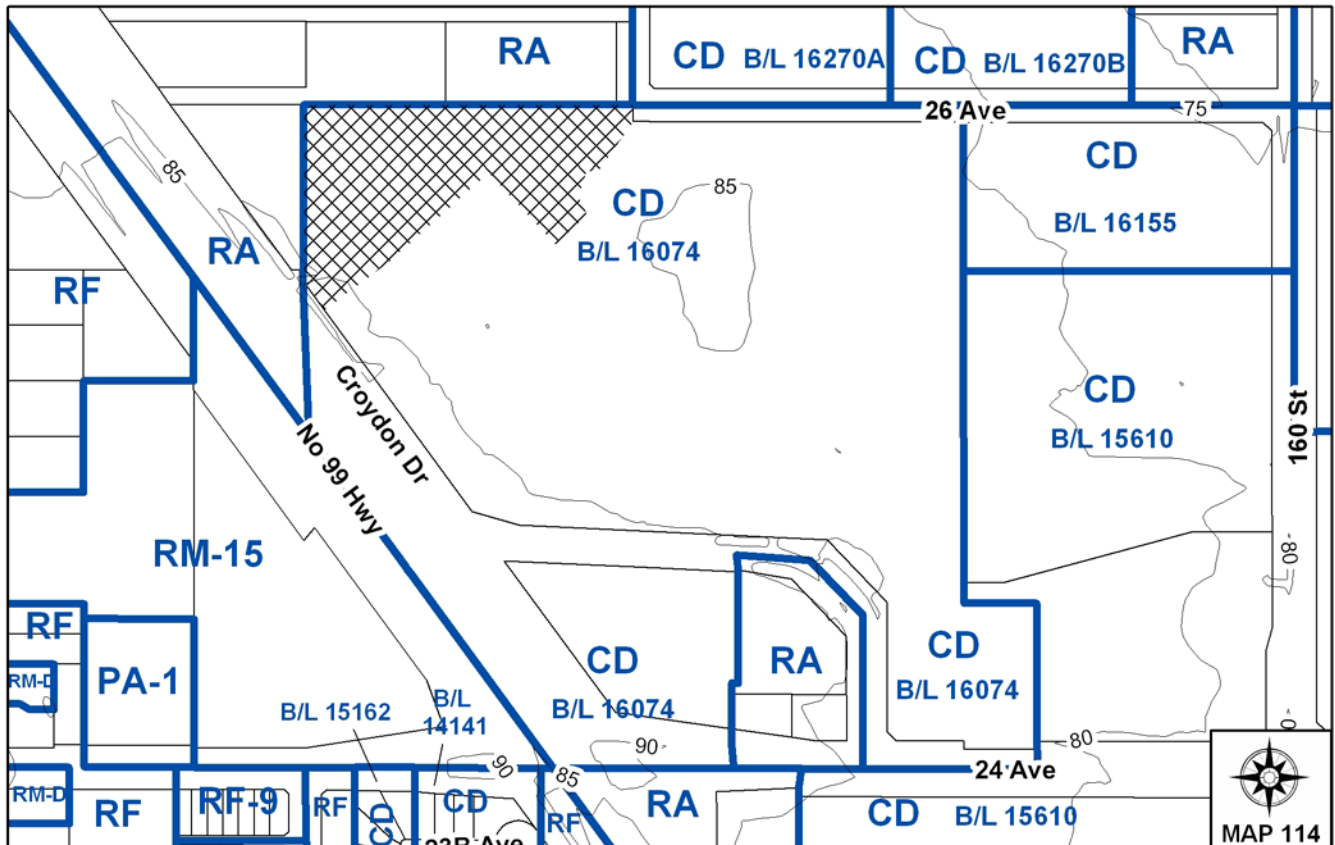 RA
CD B/L 16270A
CD B/L 16270B
RA
26 Ave
75
85
CD
B/L 16074
85
CD
B/L 16155
RA
RF
CD
B/L 15610
160 St
Croydon Dr
No 99 Hwy
RM-15
80
RF
PA-1
RM-D
CD
B/L 16074
RA
CD
B/L 16074
B/L 15162
B/L
14141
90
90
85
80
24 Ave
RM-D
RF
RF-9
RF
CD
CD
RF
RA
CD B/L 15610
23B Ave
MAP 114